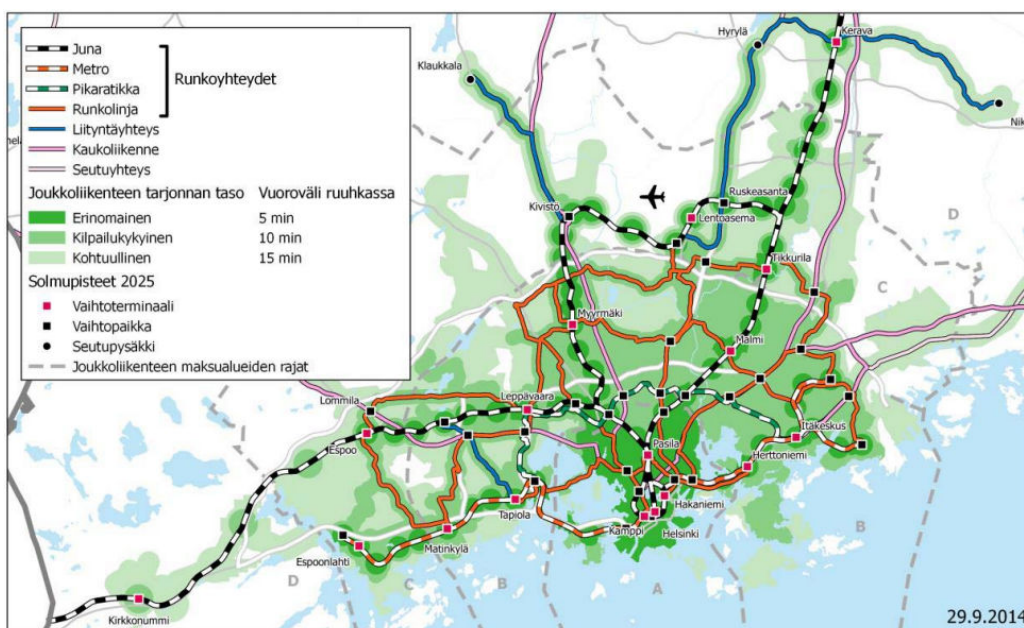 Juna
Metro
Pikaratikka
Runkolinja
Runkoyhteydet
Liityntäyhteys
Kaukoliikenne
Seutuyhteys
Joukkoliikenteen tarjonnan taso Vuoroväli ruuhkassa
Erinomainen 5 min
Kilpailukykyinen 10 min
Kohtuullinen 15 min
Solmupisteet 2025
Vaihtoterminaali
Vaihtopaikka
Seutupysäkki
Joukkoliikenteen maksualueiden rajat
Klaukkala
Hyrylä
Kerava
Nik
Ruskeasanta
Kivistö
Lentoasema
D
Tikkurila
C
Myyrmäki
Malmi
Leppävaara
Lommila
Espoo
Itäkeskus
Pasila
Herttoniemi
Hakaniemi
Tapiola
Kamppi
Helsinki
Matinkylä
Espoonlahti
B
D
C
B
A
Kirkkonummi
29.9.2014